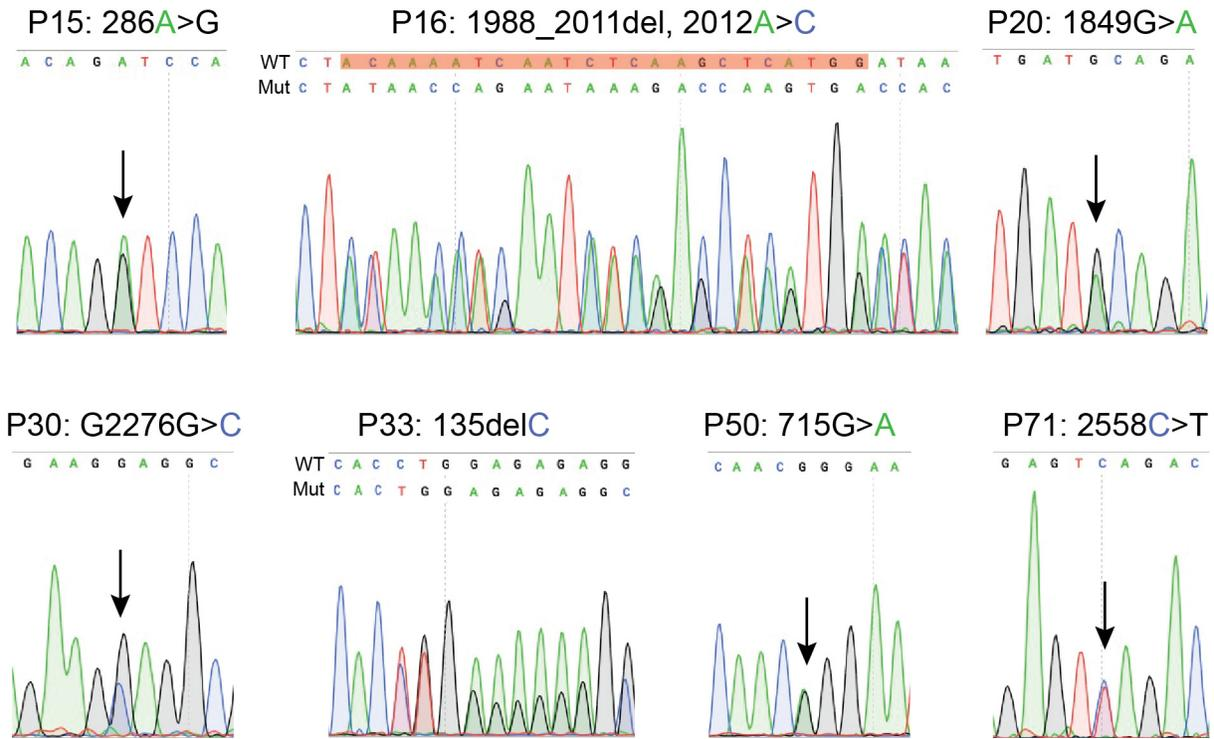 P15: 286A>G
A C A G A T C C A
P16: 1988_2011del, 2012A>C
WT C T A C A A A A T C A A T C T C A A G C T C A T G G A T A A
Mut C T A T A A C C A G A A T A A A G A C C A A G T G A C C A C
P20: 1849G>A
T G A T G C A G A
P30: G2276G>C
G A A G G A G G C
P33: 135delC
WT C A C C T G G A G A G A G G
Mut C A C T G G A G A G A G G C
P50: 715G>A
C A A C G G G A A
P71: 2558C>T
G A G T C A G A C